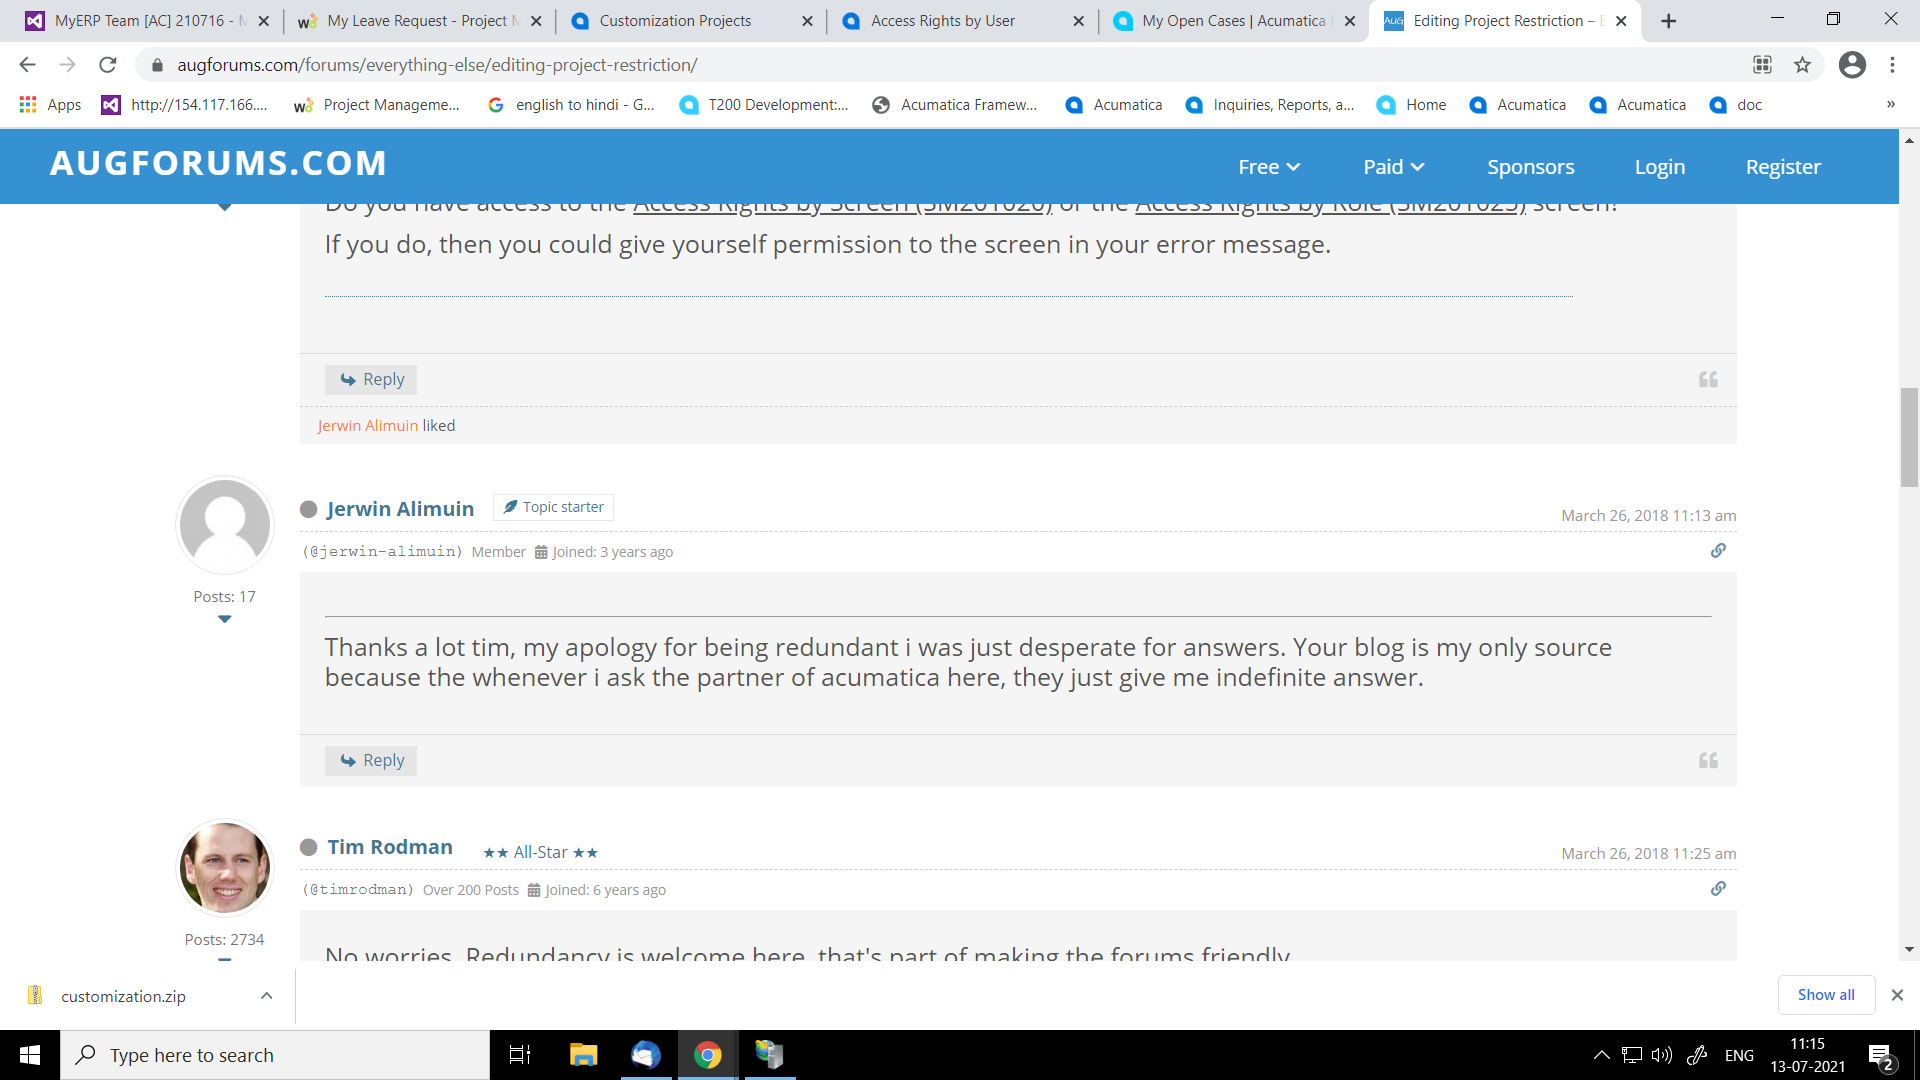 MyERP Team [AC] 210716 - M
My Leave Request - Project M
Customization Projects
Access Rights by User
My Open Cases | Acumatica
AUG
Editing Project Restriction –
augforums.com/forums/everything-else/editing-project-restriction/
Apps
http://154.117.166....
Project Manageme...
english to hindi - G...
T200 Development:...
Acumatica Framew...
Acumatica
Inquiries, Reports, a...
Home
Acumatica
Acumatica
doc
»
AUGFORUMS.COM
Free
Paid
Sponsors
Login
Register
Do you have access to the Access Rights by Screen (SM201020) or the Access Rights by Role (SM201025) screen?
If you do, then you could give yourself permission to the screen in your error message.
Reply
Jerwin Alimuin liked
Jerwin Alimuin
Topic starter
March 26, 2018 11:13 am
(@jerwin-alimuin) Member Joined: 3 years ago
Posts: 17
Thanks a lot tim, my apology for being redundant i was just desperate for answers. Your blog is my only source
because the whenever i ask the partner of acumatica here, they just give me indefinite answer.
Reply
Tim Rodman
★★ All-Star ★★
March 26, 2018 11:25 am
(@timrodman) Over 200 Posts Joined: 6 years ago
Posts: 2734
No worries. Redundancy is welcome here, that's part of making the forums friendly.
customization.zip
Show all
Type here to search
ENG
11:15
13-07-2021
2